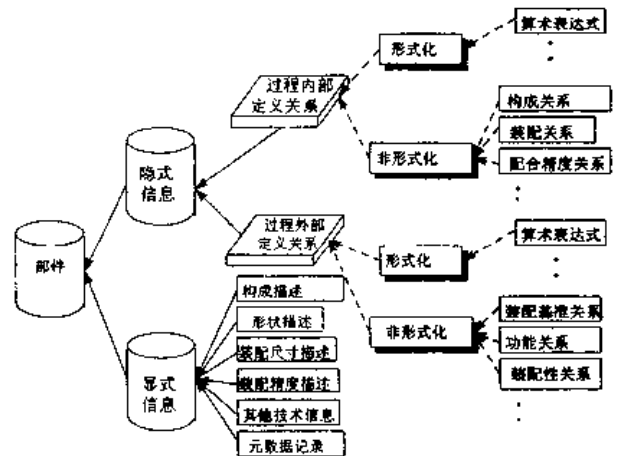 算术表达式
形式化
过程内部
定义关系
构成关系
装配关系
非形式化
配合精度关系
隐式
信息
过程外部
定义关系
算术表达式
形式化
部件
构成描述
形状描述
装配尺寸描述
装配精度描述
其他技术信息
元数据记录
显式
信息
非形式化
装配基准关系
功能关系
装配性关系